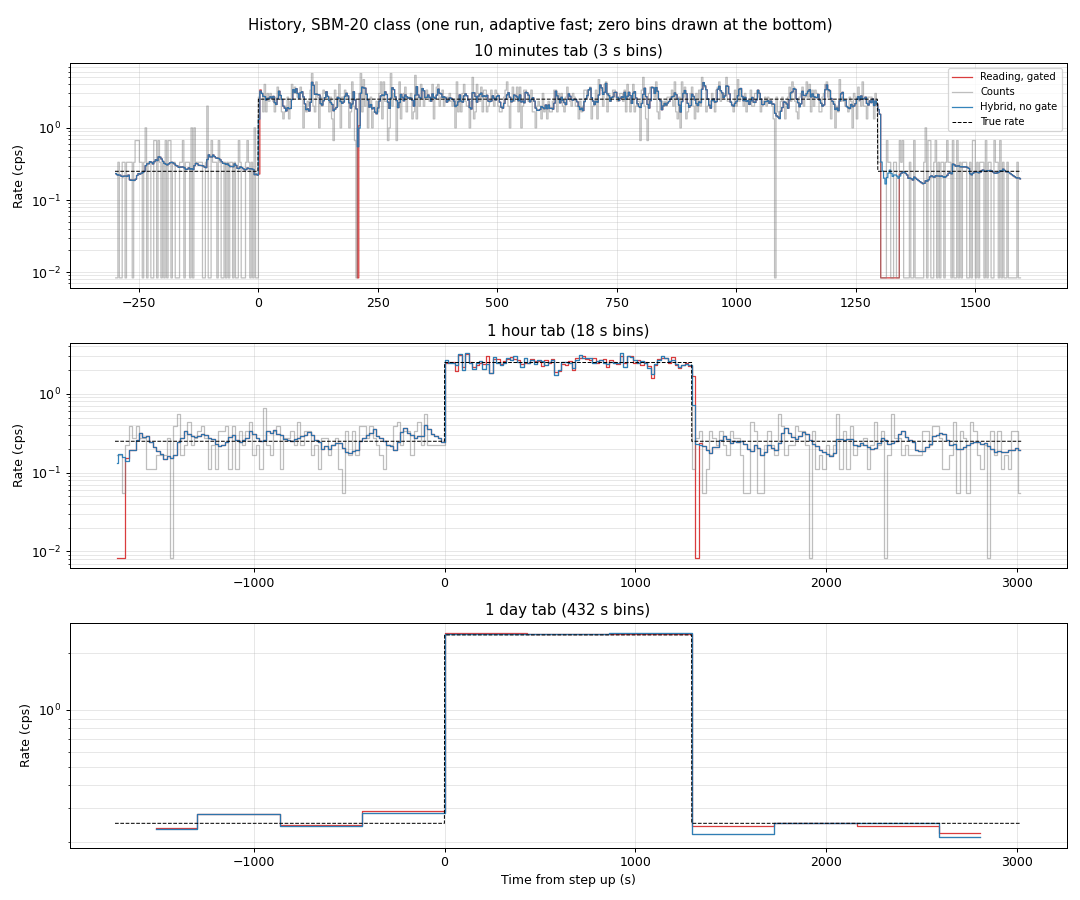 History, SBM-20 class (one run, adaptive fast; zero bins drawn at the bottom)
10 minutes tab (3 s bins)
Rate (cps)
10⁰
10⁻¹
10⁻²
Reading, gated
Counts
Hybrid, no gate
True rate
−250 0 250 500 750 1000 1250 1500
1 hour tab (18 s bins)
Rate (cps)
10⁰
10⁻¹
10⁻²
−1000 0 1000 2000 3000
1 day tab (432 s bins)
Rate (cps)
10⁰
−1000 0 1000 2000 3000
Time from step up (s)